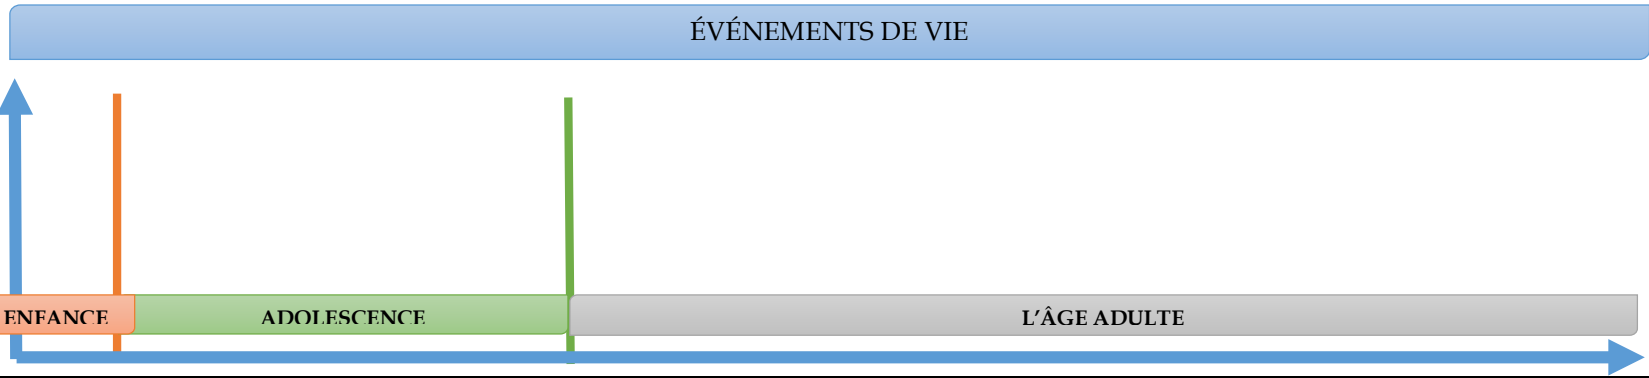 ÉVÉNEMENTS DE VIE
ENFANCE ADOLESCENCE L'ÂGE ADULTE